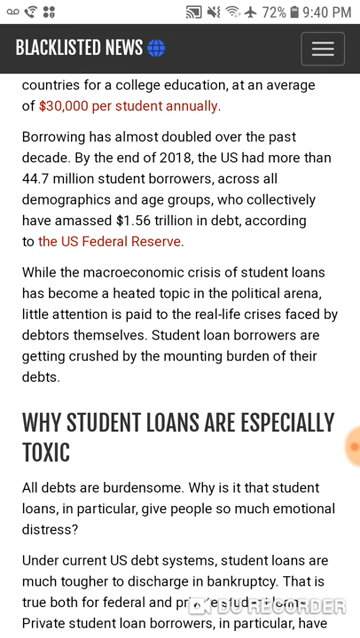 72% 9:40 PM
BLACKLISTED NEWS
countries for a college education, at an average
of $30,000 per student annually.
Borrowing has almost doubled over the past
decade. By the end of 2018, the US had more than
44.7 million student borrowers, across all
demographics and age groups, who collectively
have amassed $1.56 trillion in debt, according
to the US Federal Reserve.
While the macroeconomic crisis of student loans
has become a heated topic in the political arena,
little attention is paid to the real-life crises faced by
debtors themselves. Student loan borrowers are
getting crushed by the mounting burden of their
debts.
WHY STUDENT LOANS ARE ESPECIALLY
TOXIC
All debts are burdensome. Why is it that student
loans, in particular, give people so much emotional
distress?
Under current US debt systems, student loans
are much tougher to discharge in bankruptcy. That is
true both for federal and private student loans.
DU RECORDER
Private student loan borrowers, in particular, have